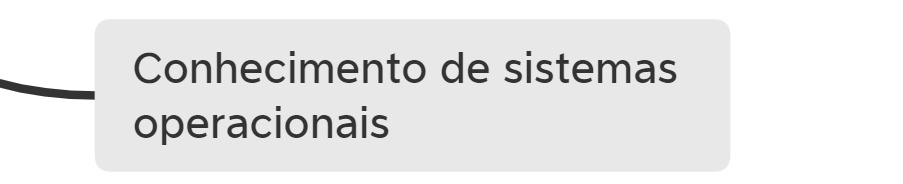 Conhecimento de sistemas
operacionais